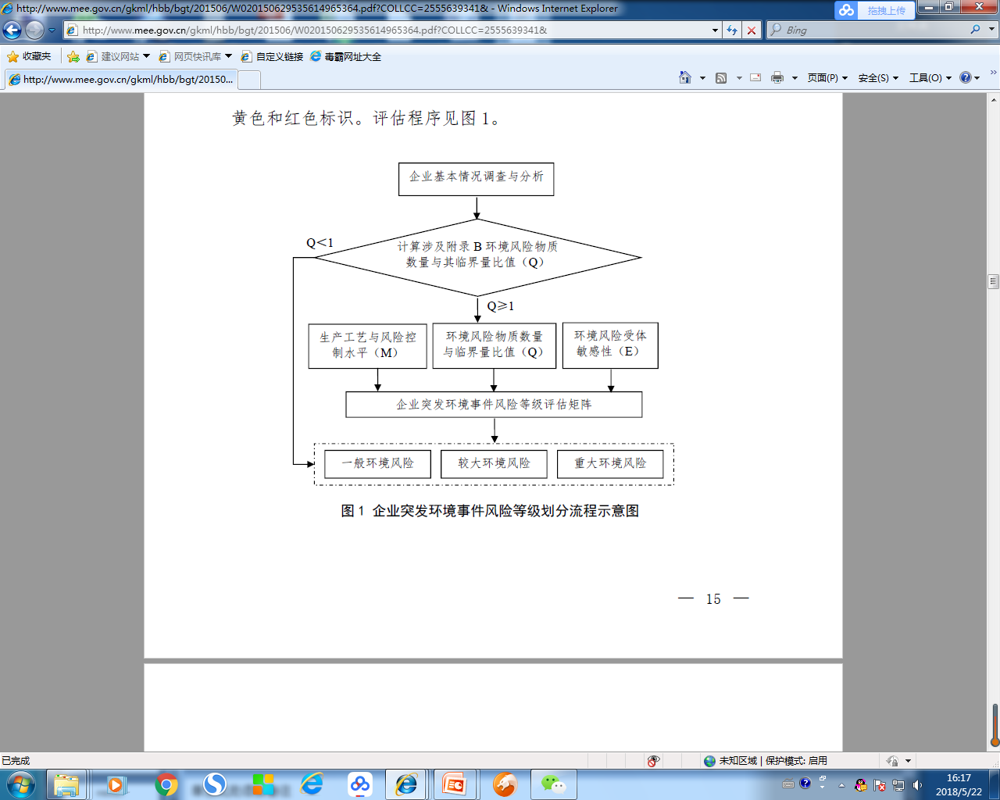 http://www.mee.gov.cn/gkml/hbb/bgt/201506/W020150629535614965364.pdf?COLLCC=2555639341& - Windows Internet Explorer
拖拽上传
http://www.mee.gov.cn/gkml/hbb/bgt/201506/W020150629535614965364.pdf?COLLCC=2555639341&
Bing
收藏夹
建议网站
网页快讯库
自定义链接
毒霸网址大全
http://www.mee.gov.cn/gkml/hbb/bgt/20150...
页面(P)
安全(S)
工具(O)
黄色和红色标识。评估程序见图 1。
企业基本情况调查与分析
Q＜1
计算涉及附录 B 环境风险物质
数量与其临界量比值（Q）
Q≥1
生产工艺与风险控
制水平（M）
环境风险物质数量
与临界量比值（Q）
环境风险受体
敏感性（E）
企业突发环境事件风险等级评估矩阵
一般环境风险
较大环境风险
重大环境风险
图 1 企业突发环境事件风险等级划分流程示意图
— 15 —
已完成
未知区域 | 保护模式: 启用
16:17
2018/5/22